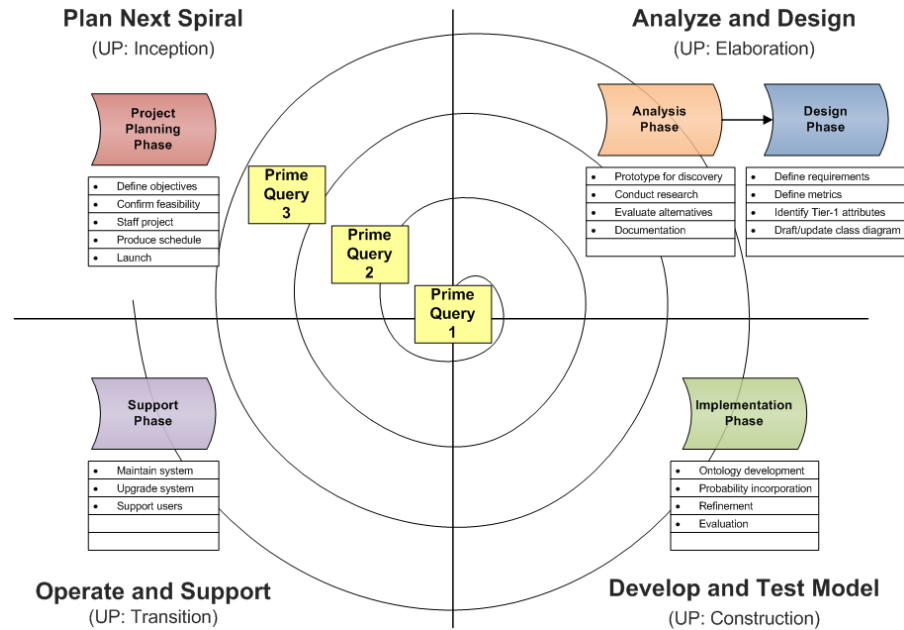 Plan Next Spiral
(UP: Inception)
Analyze and Design
(UP: Elaboration)
Project
Planning
Phase
• Define objectives
• Confirm feasibility
• Staff project
• Produce schedule
• Launch
Analysis
Phase
• Prototype for discovery
• Conduct research
• Evaluate alternatives
• Documentation
Design
Phase
• Define requirements
• Define metrics
• Identify Tier-1 attributes
• Draft/update class diagram
Prime
Query
3
Prime
Query
2
Prime
Query
1
Support
Phase
• Maintain system
• Upgrade system
• Support users
Implementation
Phase
• Ontology development
• Probability incorporation
• Refinement
• Evaluation
Operate and Support
(UP: Transition)
Develop and Test Model
(UP: Construction)